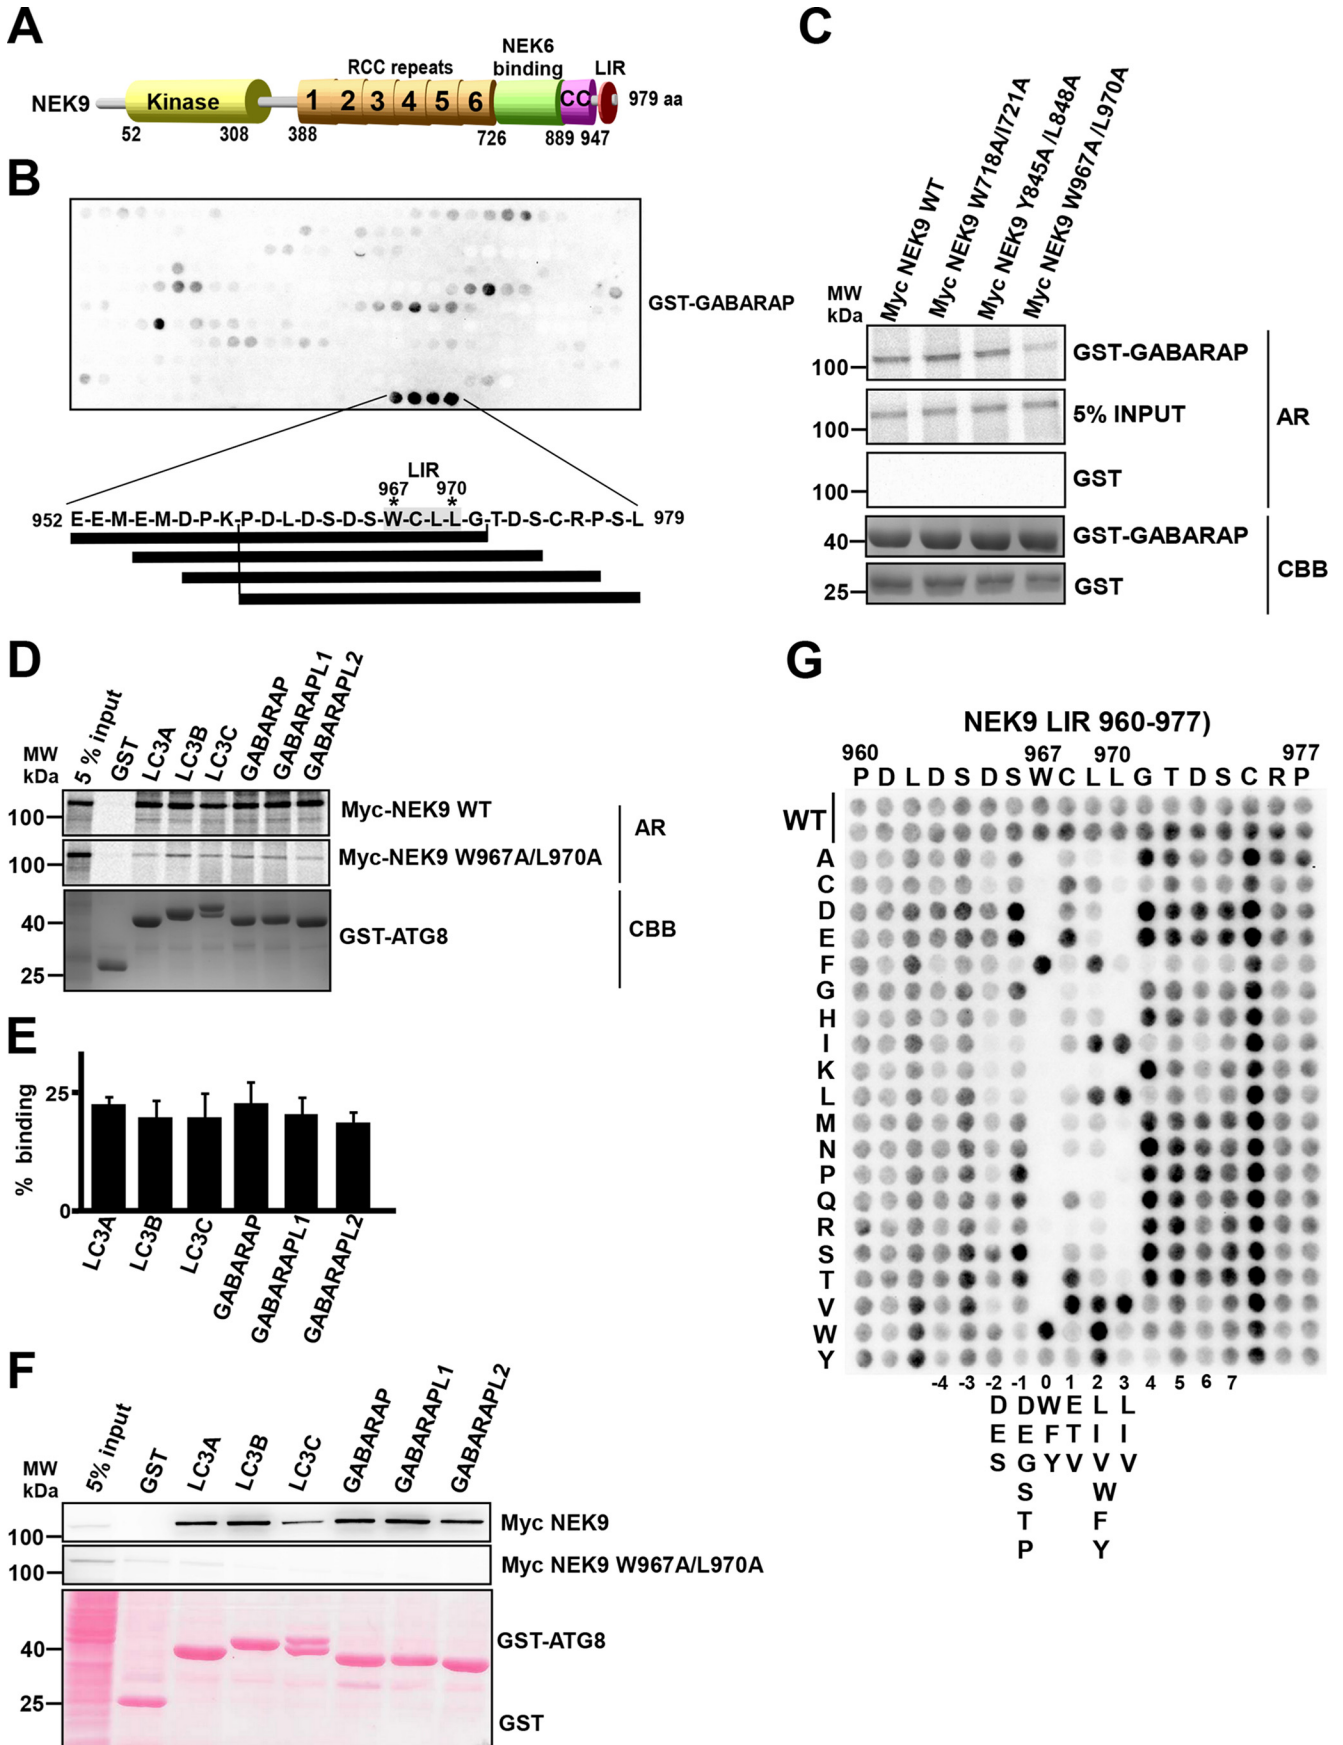 A
NEK9
Kinase
RCC repeats
1 2 3 4 5 6
NEK6
binding
CC
LIR
979 aa
52 308 388 726 889 947
B
GST-GABARAP
LIR
967 970
* *
952 E-E-M-E-M-D-P-K-P-D-L-D-S-D-S-W-C-L-L-G-T-D-S-C-R-P-S-L 979
C
Myc NEK9 WT
Myc NEK9 W718A/I721A
Myc NEK9 Y845A /L848A
Myc NEK9 W967A /L970A
MW
kDa
100 GST-GABARAP
100 5% INPUT
100 GST
AR
40 GST-GABARAP
25 GST
CBB
D
5 % input
GST
LC3A
LC3B
LC3C
GABARAP
GABARAPL1
GABARAPL2
MW
kDa
100 Myc-NEK9 WT
100 Myc-NEK9 W967A/L970A
AR
40 GST-ATG8
25
CBB
E
% binding
25
0
LC3A
LC3B
LC3C
GABARAP
GABARAPL1
GABARAPL2
F
5% input
GST
LC3A
LC3B
LC3C
GABARAP
GABARAPL1
GABARAPL2
MW
kDa
100 Myc NEK9
100 Myc NEK9 W967A/L970A
40 GST-ATG8
25
GST
G
NEK9 LIR 960-977)
960 967 970 977
P D L D S D S W C L L G T D S C R P
WT
A
C
D
E
F
G
H
I
K
L
M
N
P
Q
R
S
T
V
W
Y
-4 -3 -2 -1 0 1 2 3 4 5 6 7
D D W E L L
E E F T I I
S G Y V V V
S W
T F
P Y